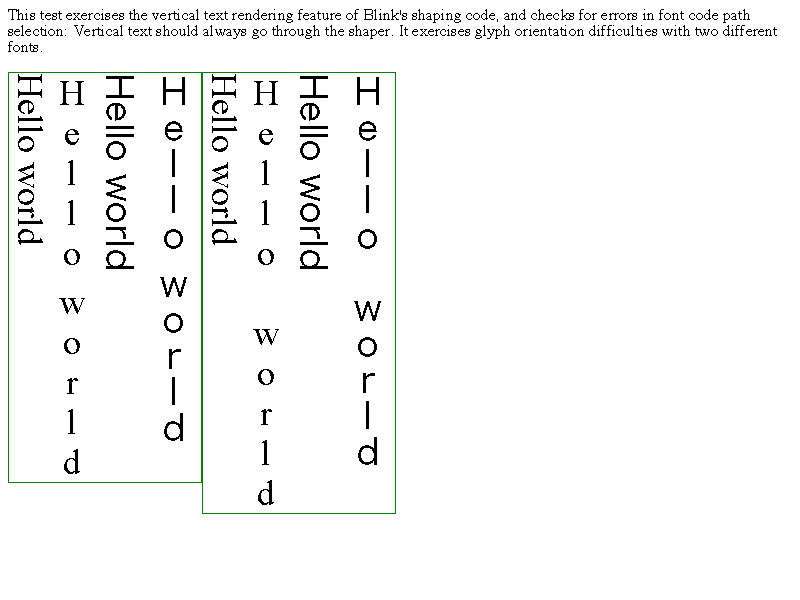 This test exercises the vertical text rendering feature of Blink's shaping code, and checks for errors in font code path
selection: Vertical text should always go through the shaper. It exercises glyph orientation difficulties with two different
fonts.
Hello world
Hello world
Hello world
Hello world
Hello world
Hello world
Hello world
Hello world